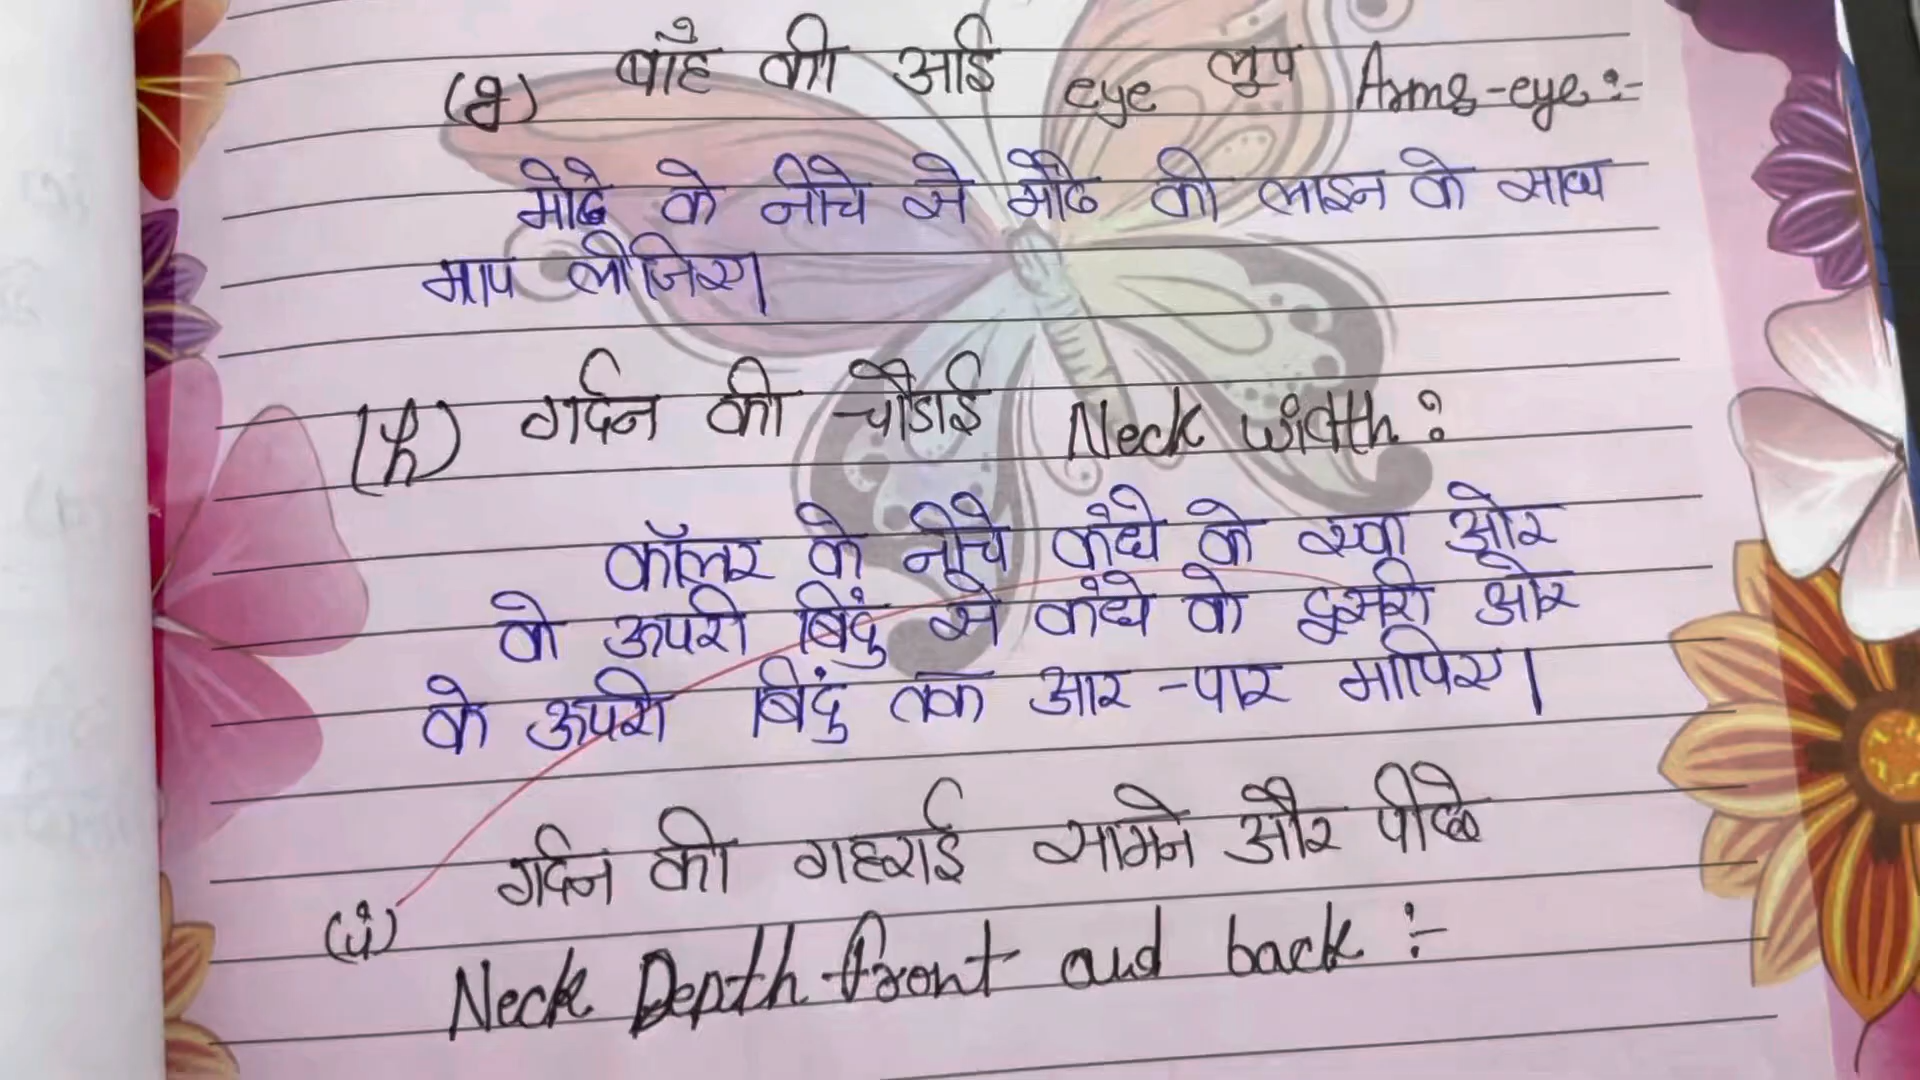 (g) बाँह की आई eye लूप Arms-eye:-
मोढे के नीचे से मोढे की लाइन के साथ
माप लीजिए।
(h) गर्दन की चौडाई Neck width:
कॉलर के नीचे कंधे के एक ओर
के ऊपरी बिंदु से कंधे के दूसरी ओर
के ऊपरी बिंदु तक आर-पार मापिए।
(i) गर्दन की गहराई सामने और पीछे
Neck Depth front and back :-